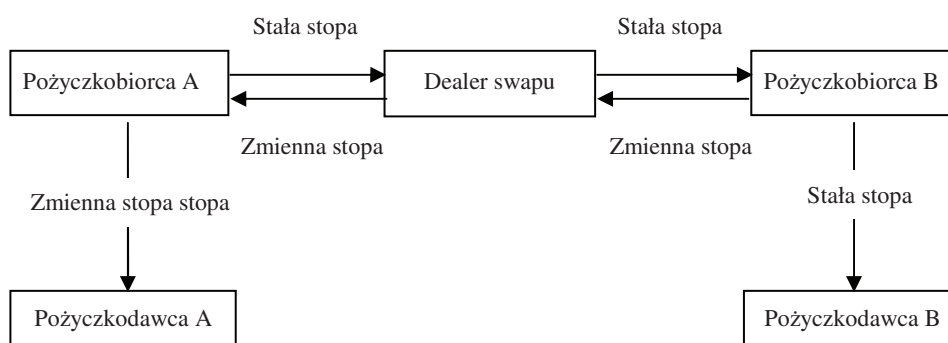 Stała stopa
Stała stopa
Pożyczkobiorca A
Dealer swapu
Pożyczkobiorca B
Zmienna stopa
Zmienna stopa
Zmienna stopa stopa
Stała stopa
Pożyczkodawca A
Pożyczkodawca B